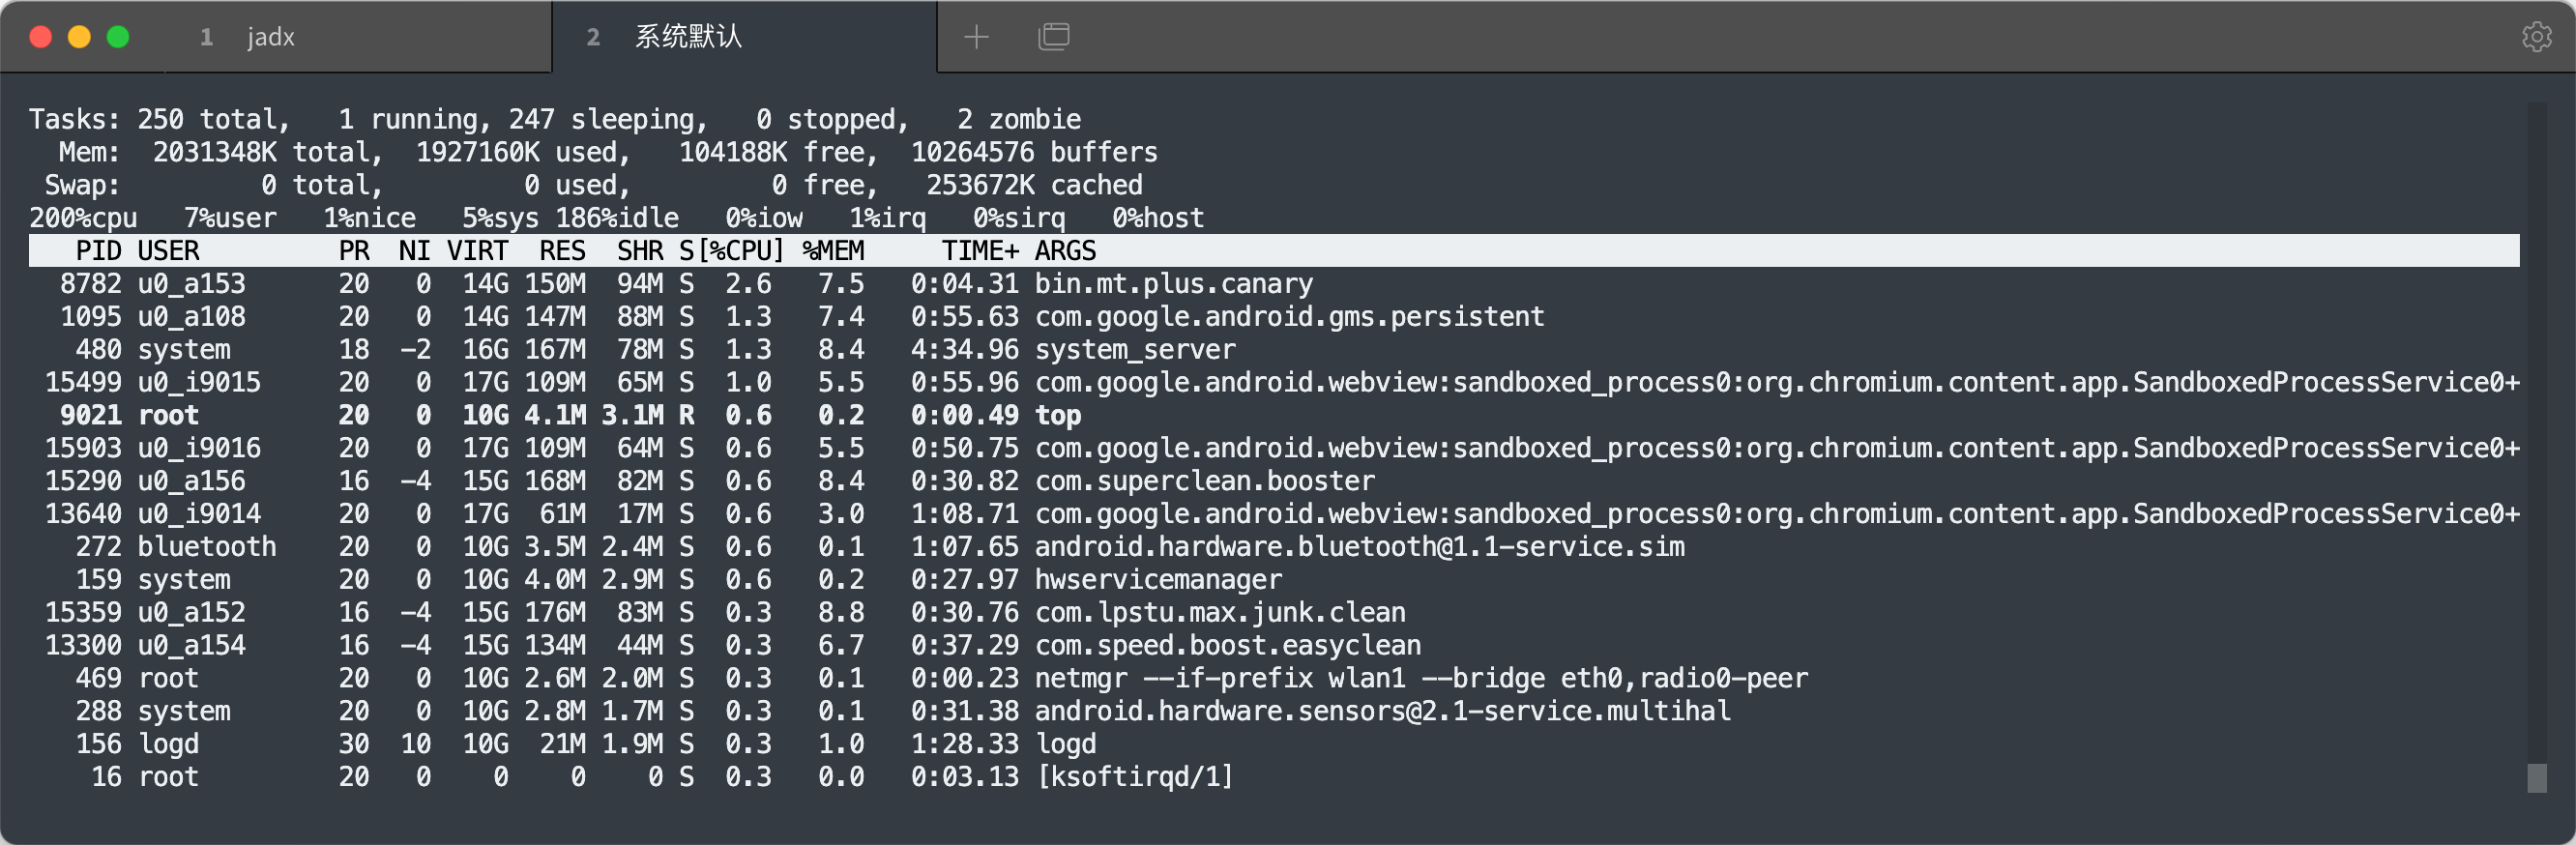 1 jadx 2 系统默认
Tasks: 250 total,   1 running, 247 sleeping,   0 stopped,   2 zombie
  Mem:  2031348K total,  1927160K used,   104188K free,  10264576 buffers
 Swap:         0 total,         0 used,         0 free,   253672K cached
200%cpu   7%user   1%nice   5%sys 186%idle   0%iow   1%irq   0%sirq   0%host
   PID USER         PR  NI VIRT  RES  SHR S[%CPU] %MEM     TIME+ ARGS
  8782 u0_a153      20   0  14G 150M  94M S  2.6   7.5   0:04.31 bin.mt.plus.canary
  1095 u0_a108      20   0  14G 147M  88M S  1.3   7.4   0:55.63 com.google.android.gms.persistent
   480 system       18  -2  16G 167M  78M S  1.3   8.4   4:34.96 system_server
 15499 u0_i9015     20   0  17G 109M  65M S  1.0   5.5   0:55.96 com.google.android.webview:sandboxed_process0:org.chromium.content.app.SandboxedProcessService0+
  9021 root         20   0  10G 4.1M 3.1M R  0.6   0.2   0:00.49 top
 15903 u0_i9016     20   0  17G 109M  64M S  0.6   5.5   0:50.75 com.google.android.webview:sandboxed_process0:org.chromium.content.app.SandboxedProcessService0+
 15290 u0_a156      16  -4  15G 168M  82M S  0.6   8.4   0:30.82 com.superclean.booster
 13640 u0_i9014     20   0  17G  61M  17M S  0.6   3.0   1:08.71 com.google.android.webview:sandboxed_process0:org.chromium.content.app.SandboxedProcessService0+
   272 bluetooth    20   0  10G 3.5M 2.4M S  0.6   0.1   1:07.65 android.hardware.bluetooth@1.1-service.sim
   159 system       20   0  10G 4.0M 2.9M S  0.6   0.2   0:27.97 hwservicemanager
 15359 u0_a152      16  -4  15G 176M  83M S  0.3   8.8   0:30.76 com.lpstu.max.junk.clean
 13300 u0_a154      16  -4  15G 134M  44M S  0.3   6.7   0:37.29 com.speed.boost.easyclean
   469 root         20   0  10G 2.6M 2.0M S  0.3   0.1   0:00.23 netmgr --if-prefix wlan1 --bridge eth0,radio0-peer
   288 system       20   0  10G 2.8M 1.7M S  0.3   0.1   0:31.38 android.hardware.sensors@2.1-service.multihal
   156 logd         30  10  10G  21M 1.9M S  0.3   1.0   1:28.33 logd
    16 root         20   0    0    0    0 S  0.3   0.0   0:03.13 [ksoftirqd/1]